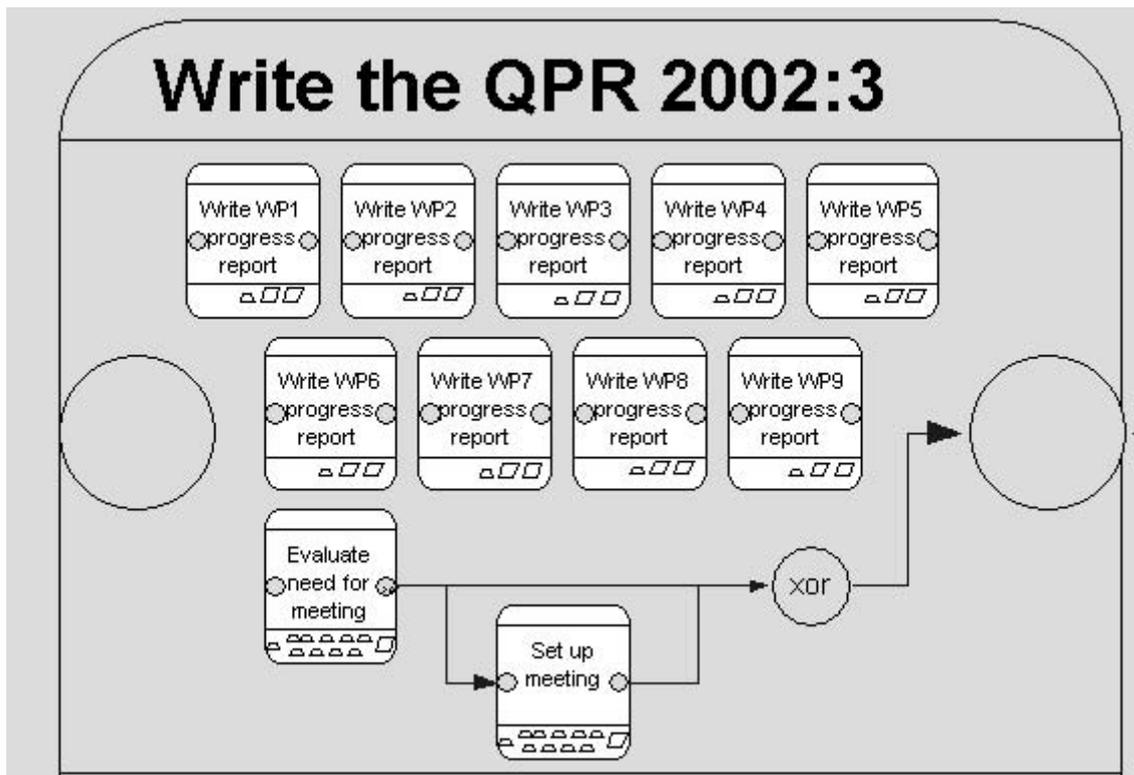 Write the QPR 2002:3
Write WP1
progress
report
Write WP2
progress
report
Write WP3
progress
report
Write WP4
progress
report
Write WP5
progress
report
Write WP6
progress
report
Write WP7
progress
report
Write WP8
progress
report
Write WP9
progress
report
Evaluate
need for
meeting
xor
Set up
meeting